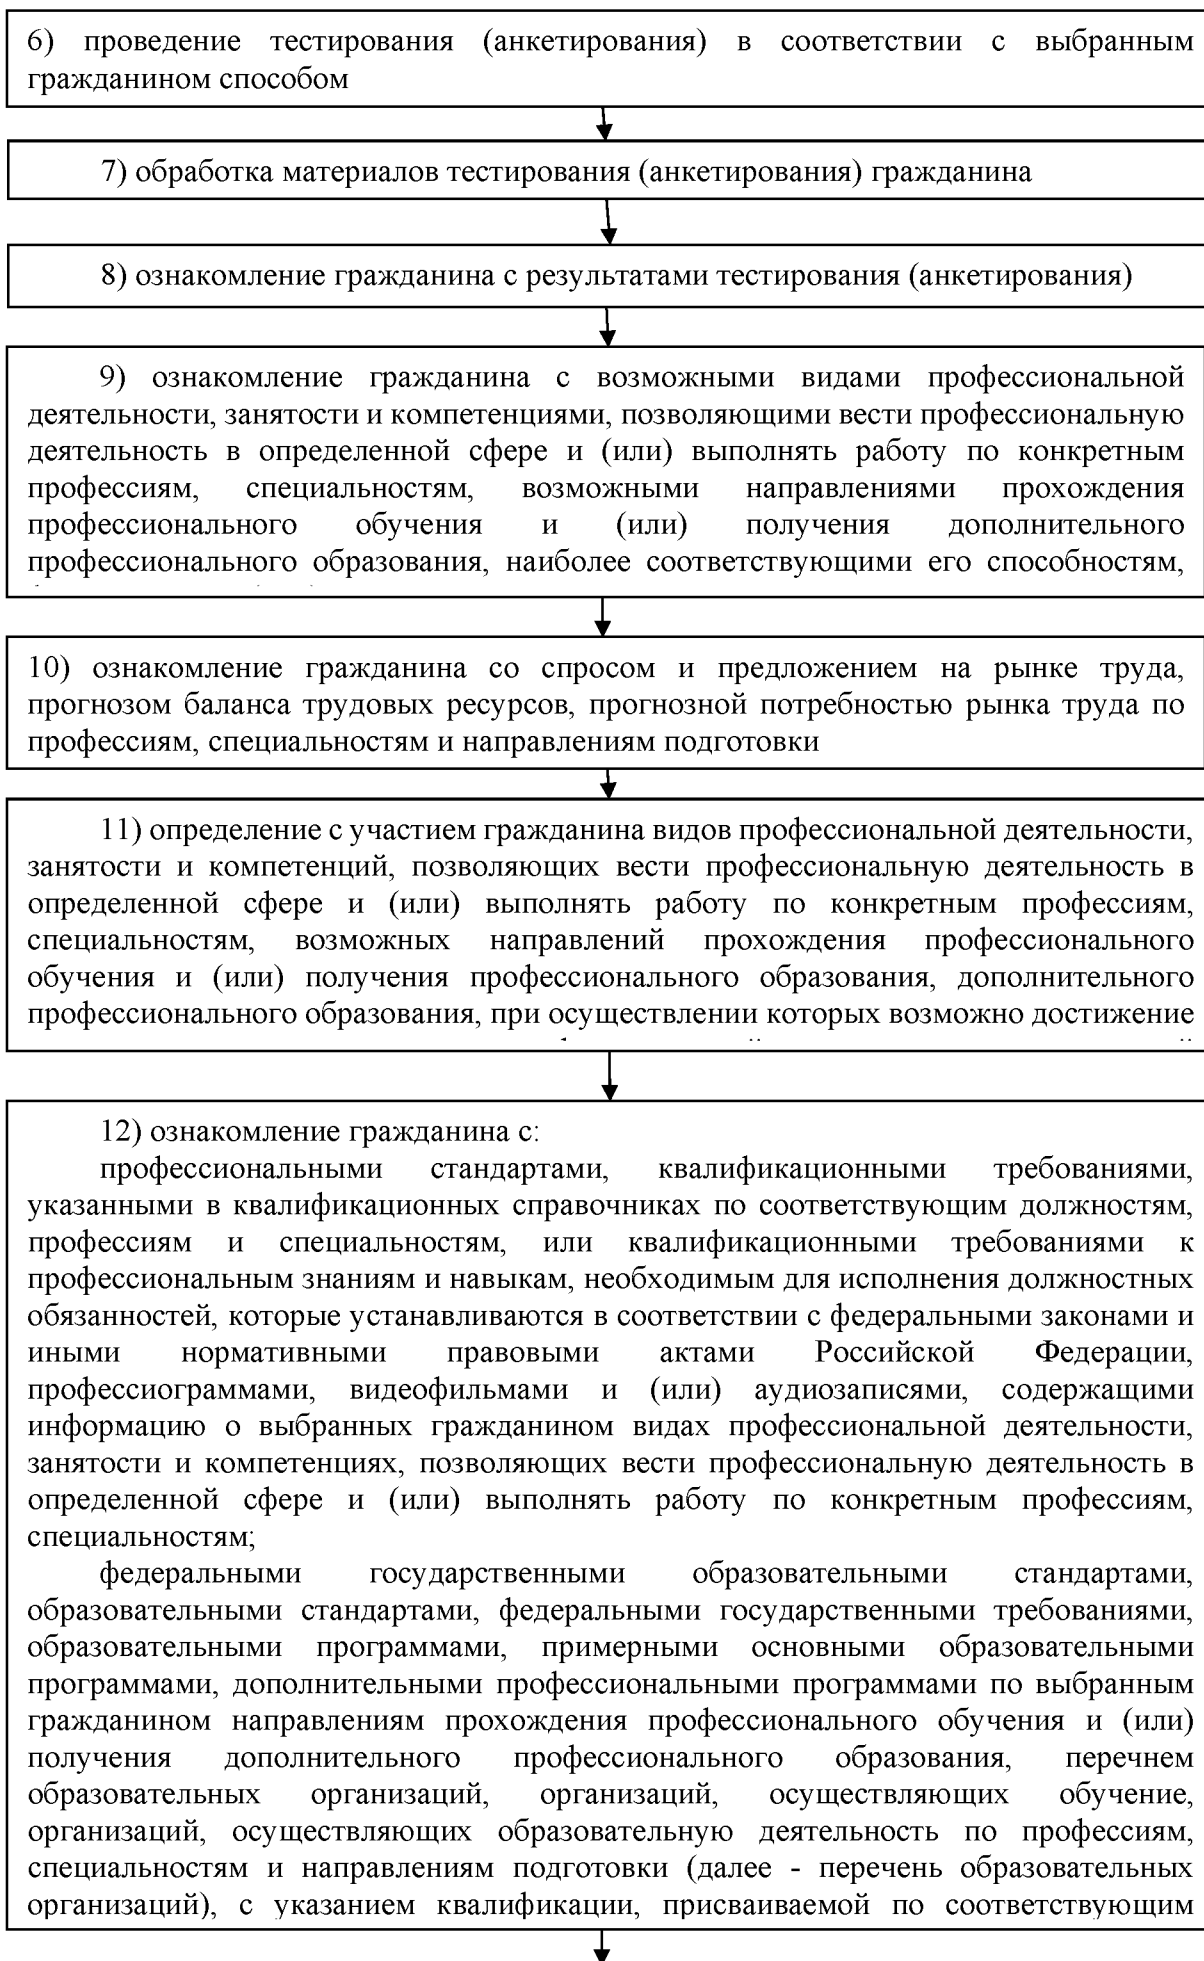 6) проведение тестирования (анкетирования) в соответствии с выбранным
гражданином способом
7) обработка материалов тестирования (анкетирования) гражданина
8) ознакомление гражданина с результатами тестирования (анкетирования)
9) ознакомление гражданина с возможными видами профессиональной
деятельности, занятости и компетенциями, позволяющими вести профессиональную
деятельность в определенной сфере и (или) выполнять работу по конкретным
профессиям, специальностям, возможными направлениями прохождения
профессионального обучения и (или) получения дополнительного
профессионального образования, наиболее соответствующими его способностям,
10) ознакомление гражданина со спросом и предложением на рынке труда,
прогнозом баланса трудовых ресурсов, прогнозной потребностью рынка труда по
профессиям, специальностям и направлениям подготовки
11) определение с участием гражданина видов профессиональной деятельности,
занятости и компетенций, позволяющих вести профессиональную деятельность в
определенной сфере и (или) выполнять работу по конкретным профессиям,
специальностям, возможных направлений прохождения профессионального
обучения и (или) получения профессионального образования, дополнительного
профессионального образования, при осуществлении которых возможно достижение
12) ознакомление гражданина с:
профессиональными стандартами, квалификационными требованиями,
указанными в квалификационных справочниках по соответствующим должностям,
профессиям и специальностям, или квалификационными требованиями к
профессиональным знаниям и навыкам, необходимым для исполнения должностных
обязанностей, которые устанавливаются в соответствии с федеральными законами и
иными нормативными правовыми актами Российской Федерации,
профессиограммами, видеофильмами и (или) аудиозаписями, содержащими
информацию о выбранных гражданином видах профессиональной деятельности,
занятости и компетенциях, позволяющих вести профессиональную деятельность в
определенной сфере и (или) выполнять работу по конкретным профессиям,
специальностям;
федеральными государственными образовательными стандартами,
образовательными стандартами, федеральными государственными требованиями,
образовательными программами, примерными основными образовательными
программами, дополнительными профессиональными программами по выбранным
гражданином направлениям прохождения профессионального обучения и (или)
получения дополнительного профессионального образования, перечнем
образовательных организаций, организаций, осуществляющих обучение,
организаций, осуществляющих образовательную деятельность по профессиям,
специальностям и направлениям подготовки (далее - перечень образовательных
организаций), с указанием квалификации, присваиваемой по соответствующим